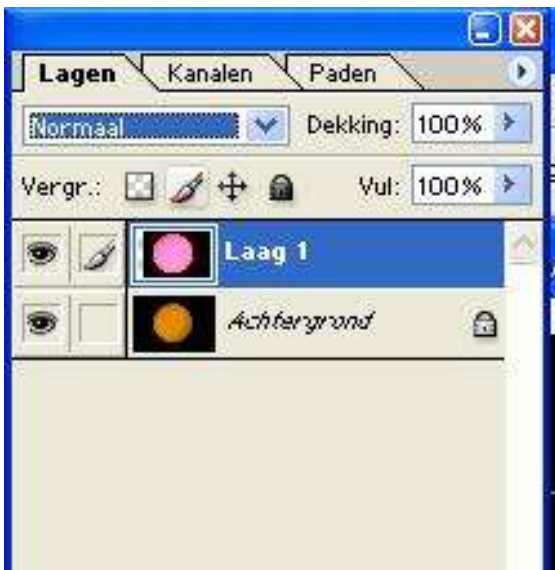 Lagen Kanalen Paden
Normaal Dekking: 100%
Vergr.: Vul: 100%
Laag 1
Achtergrond